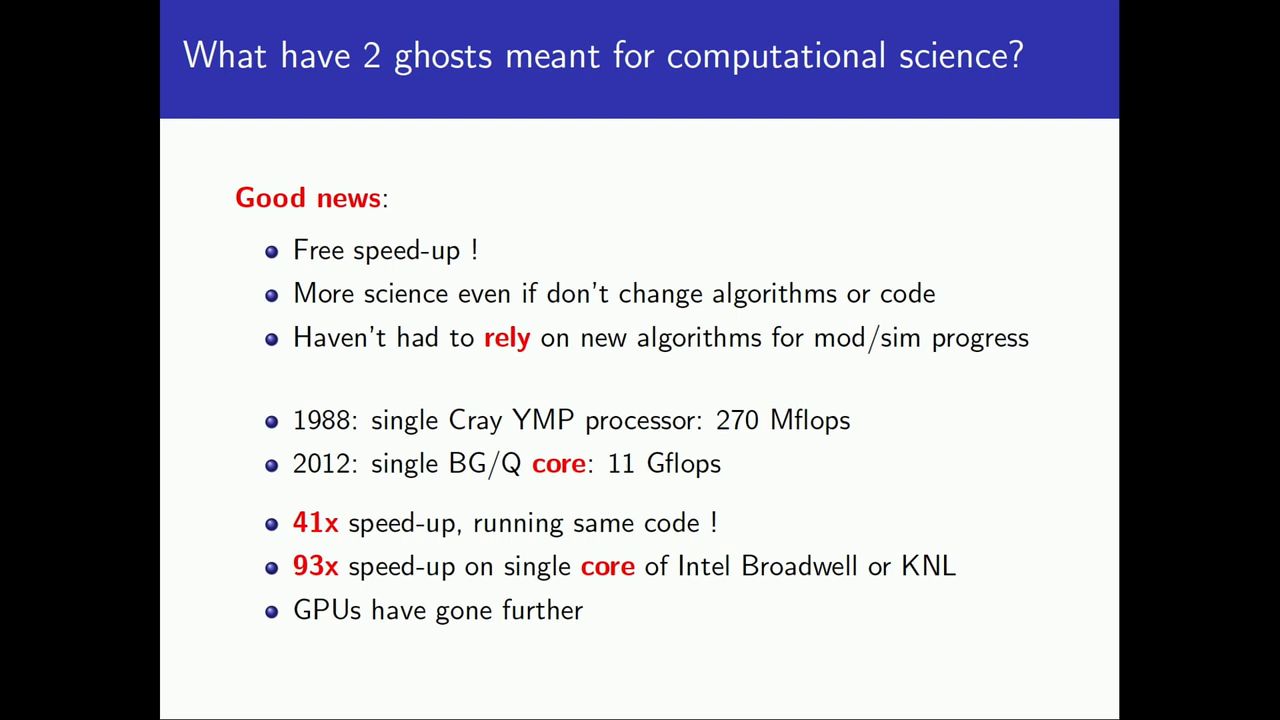 What have 2 ghosts meant for computational science?
Good news:
Free speed-up !
More science even if don't change algorithms or code
Haven't had to rely on new algorithms for mod/sim progress
1988: single Cray YMP processor: 270 Mflops
2012: single BG/Q core: 11 Gflops
41x speed-up, running same code !
93x speed-up on single core of Intel Broadwell or KNL
GPUs have gone further